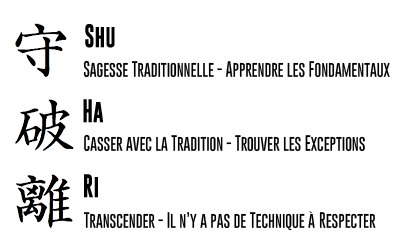 守 Shu
Sagesse Traditionnelle - Apprendre les Fondamentaux
破 Ha
Casser avec la Tradition - Trouver les Exceptions
離 Ri
Transcender - Il n'y a pas de Technique à Respecter